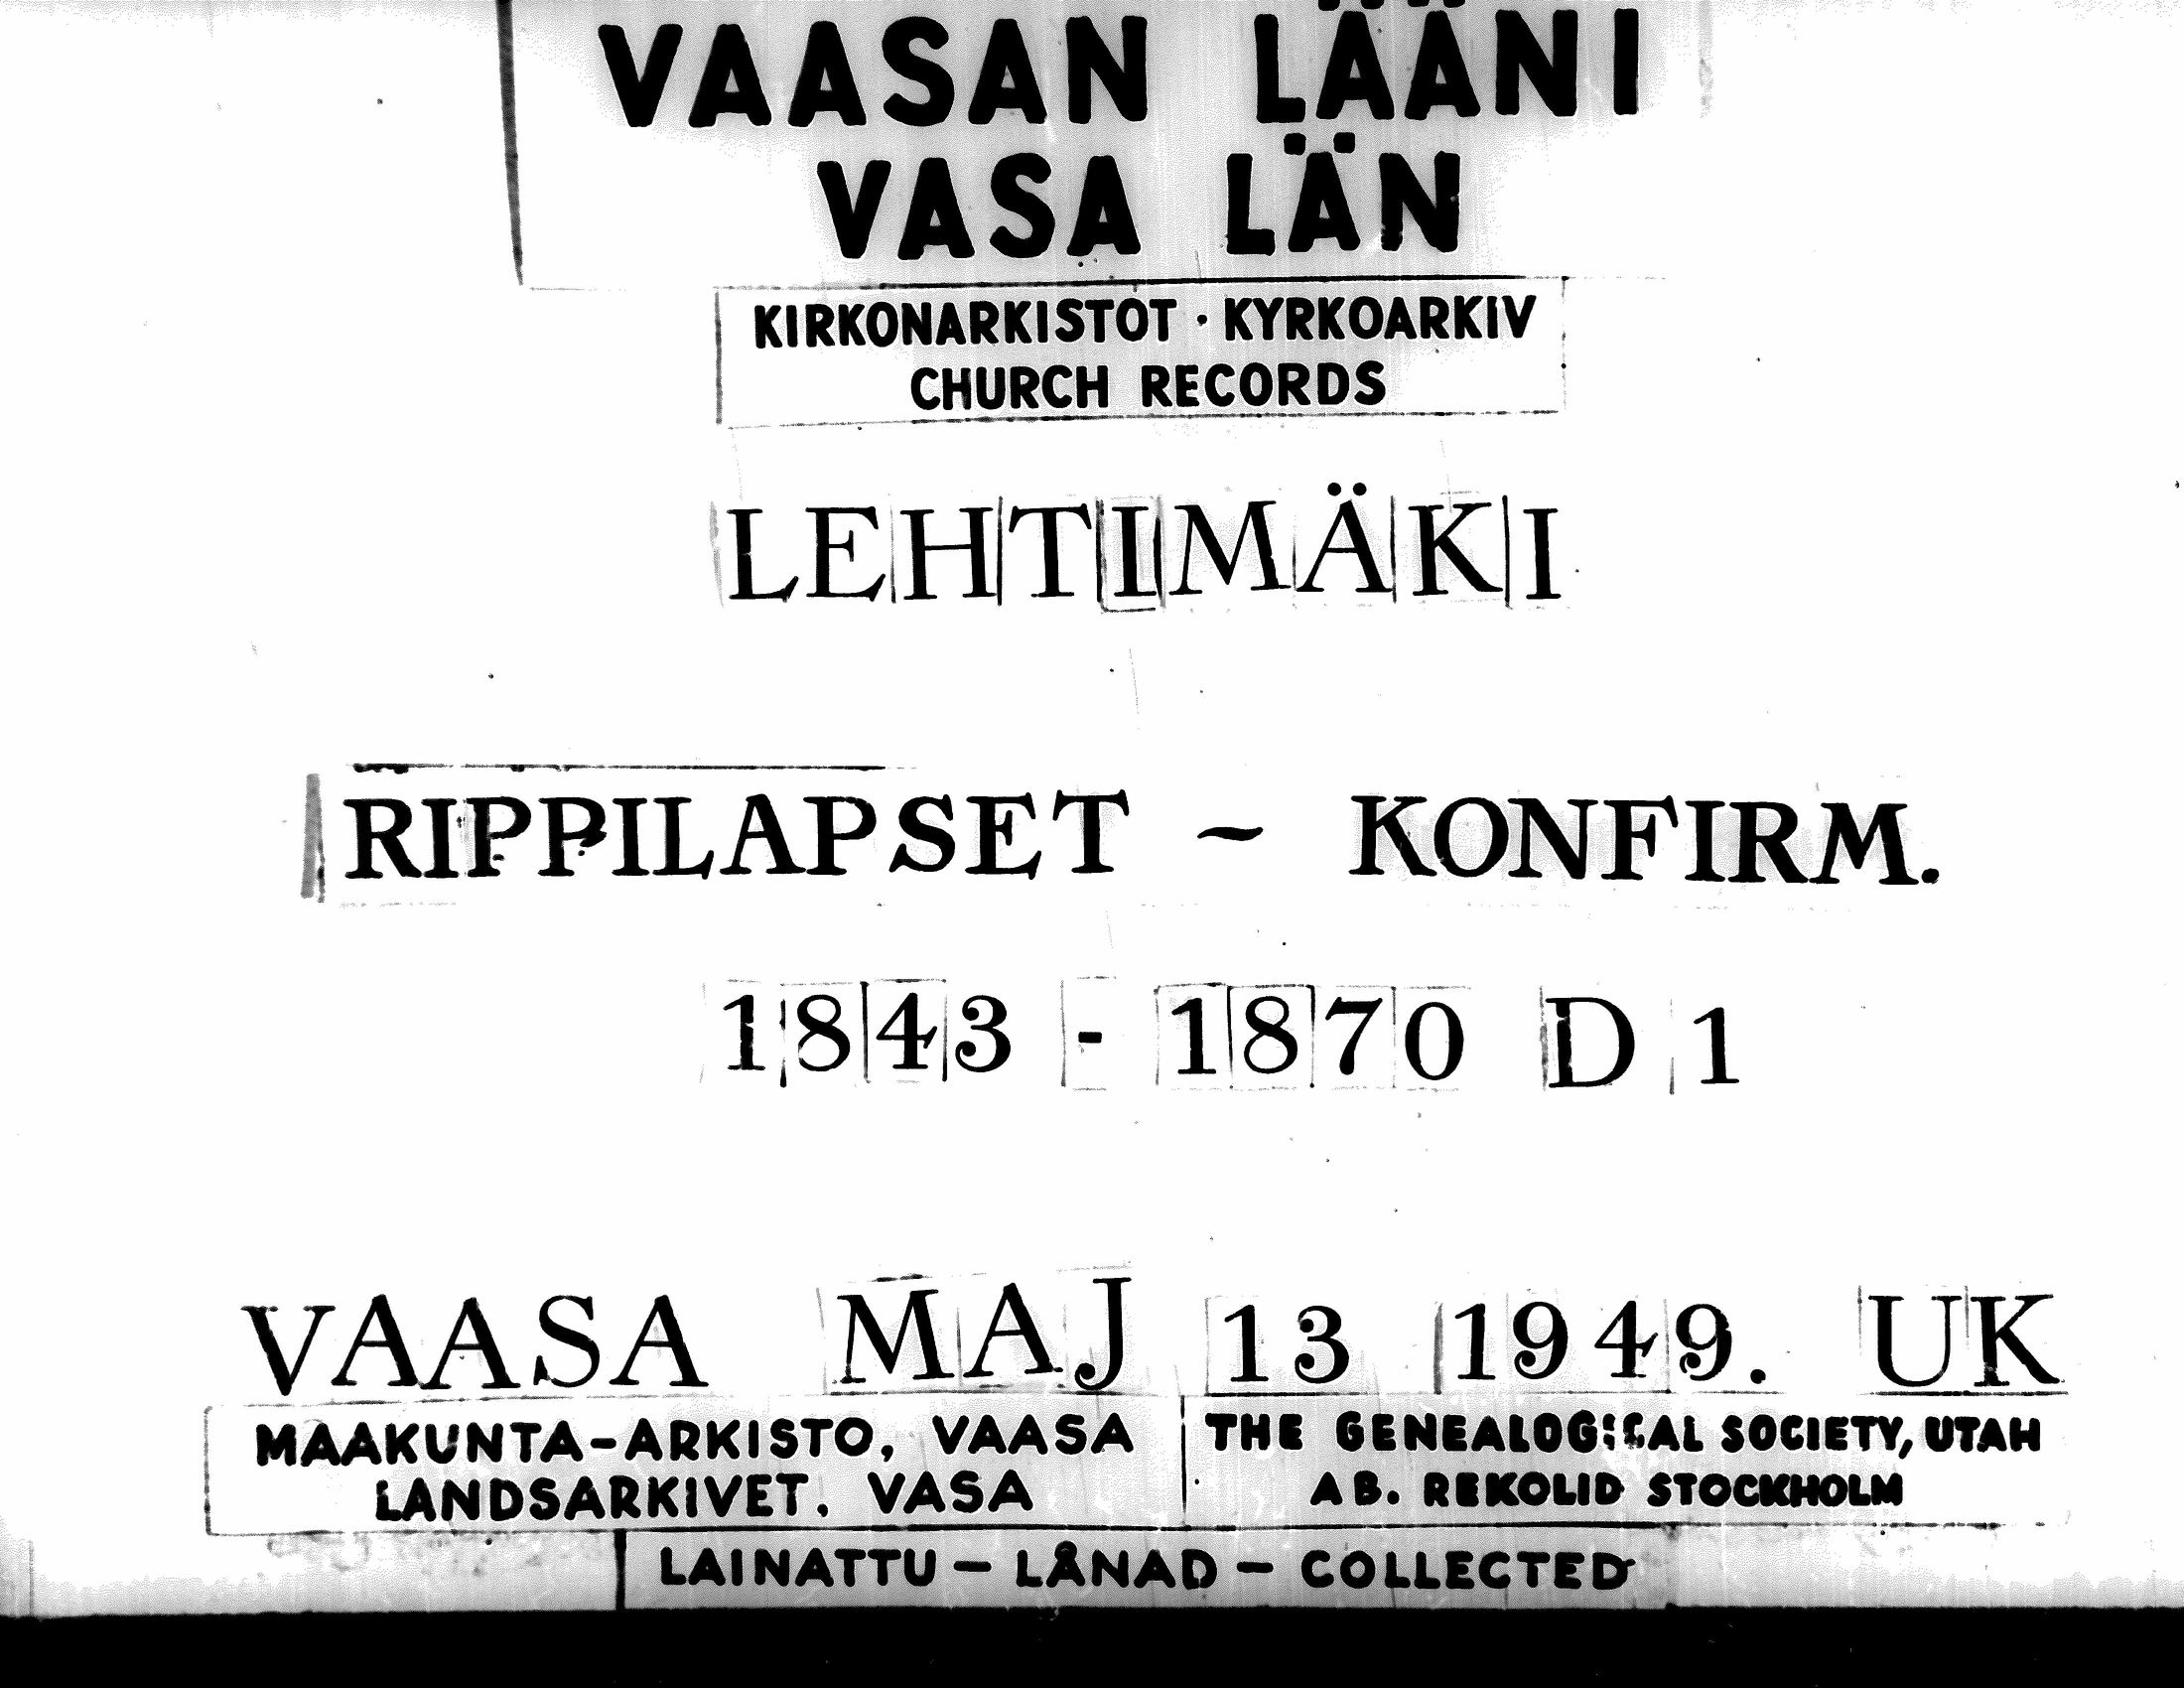 VAASAN LÄÄNI
VASA LÄN
KIRKONARKISTOT · KYRKOARKIV
CHURCH RECORDS
LEHTIMÄKI
RIPPILAPSET ~ KONFIRM.
1843 - 1870 D 1
VAASA MAJ 13 1949. UK
MAAKUNTA-ARKISTO, VAASA
LANDSARKIVET. VASA
THE GENEALOGICAL SOCIETY, UTAH
AB. REKOLID STOCKHOLM
LAINATTU — LÅNAD — COLLECTED